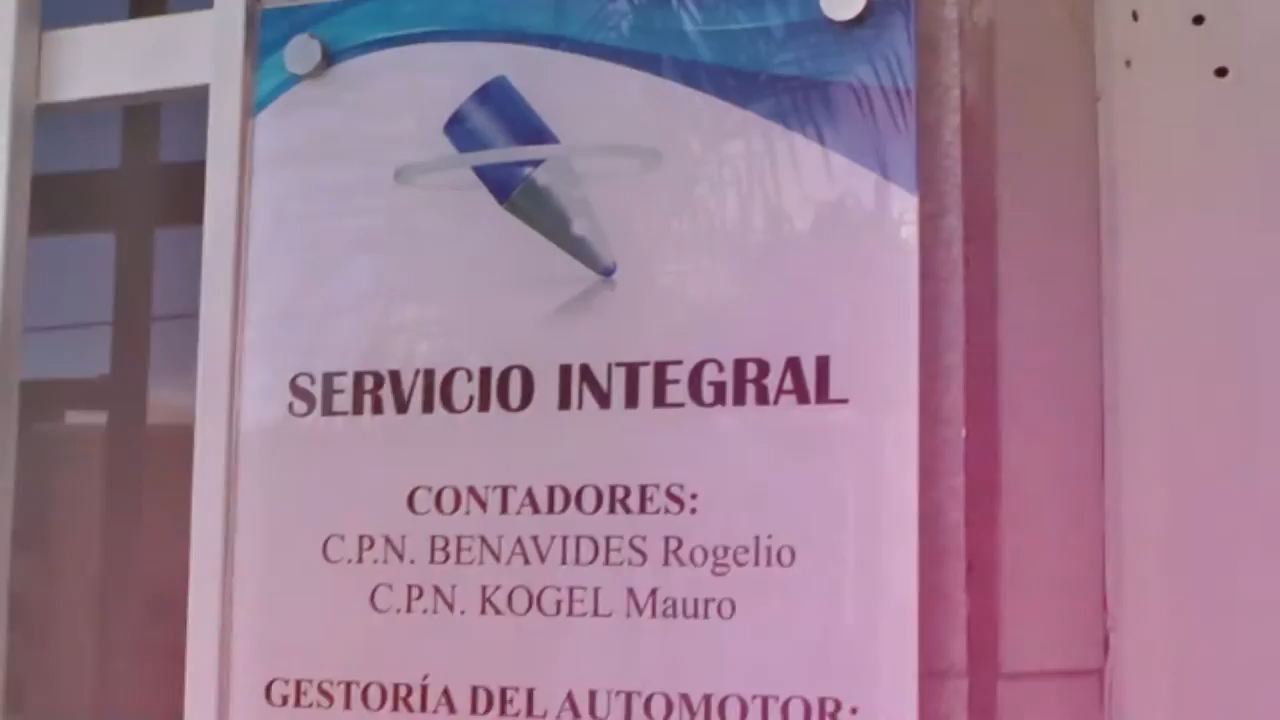 SERVICIO INTEGRAL
CONTADORES:
C.P.N. BENAVIDES Rogelio
C.P.N. KOGEL Mauro
GESTORÍA DEL AUTOMOTOR: